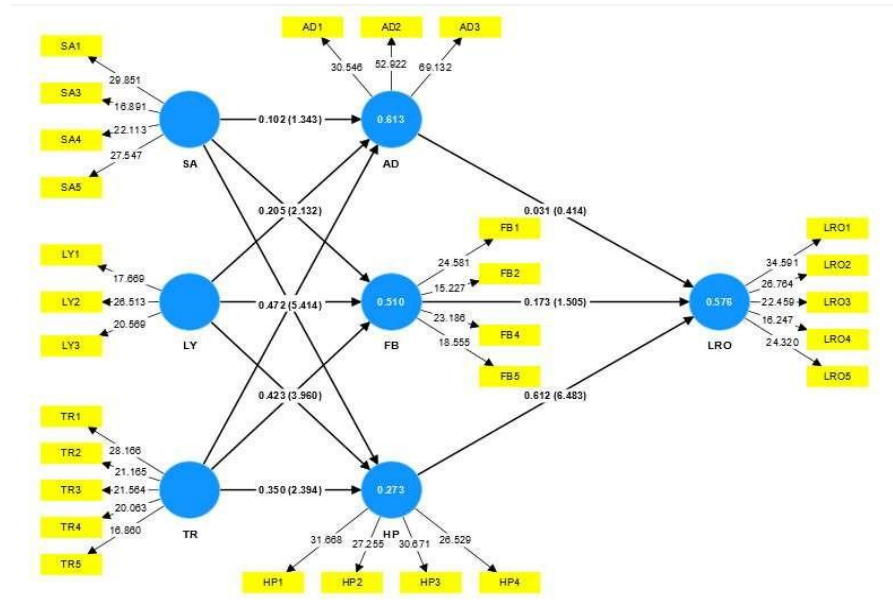 AD1
AD2
AD3
SA1
SA3
SA4
SA5
29.851
16.891
22.113
27.547
30.546
52.922
69.132
SA
0.102 (1.343)
0.613
AD
0.205 (2.132)
0.031 (0.414)
LY1
LY2
LY3
17.669
26.513
20.569
LY
0.472 (5.414)
0.510
FB
24.581
15.227
23.186
18.555
FB1
FB2
FB4
FB5
0.173 (1.505)
0.576
LRO
34.591
26.764
22.459
16.247
24.320
LRO1
LRO2
LRO3
LRO4
LRO5
0.423 (3.960)
0.612 (6.483)
TR1
TR2
TR3
TR4
TR5
28.166
21.165
21.564
20.063
16.860
TR
0.350 (2.394)
0.273
HP
31.668
27.255
30.671
26.529
HP1
HP2
HP3
HP4